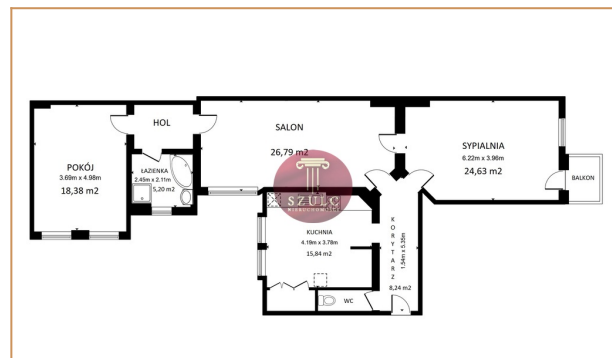 HOL
SALON
26,79 m2
POKÓJ
3.69m x 4.98m
18,38 m2
ŁAZIENKA
2.45m x 2.11m
5,20 m2
SYPIALNIA
6.22m x 3.96m
24,63 m2
BALKON
SZULC
KUCHNIA
4.19m x 3.78m
15,84 m2
KORYTARZ
1.54m x 5.35m
8,24 m2
WC